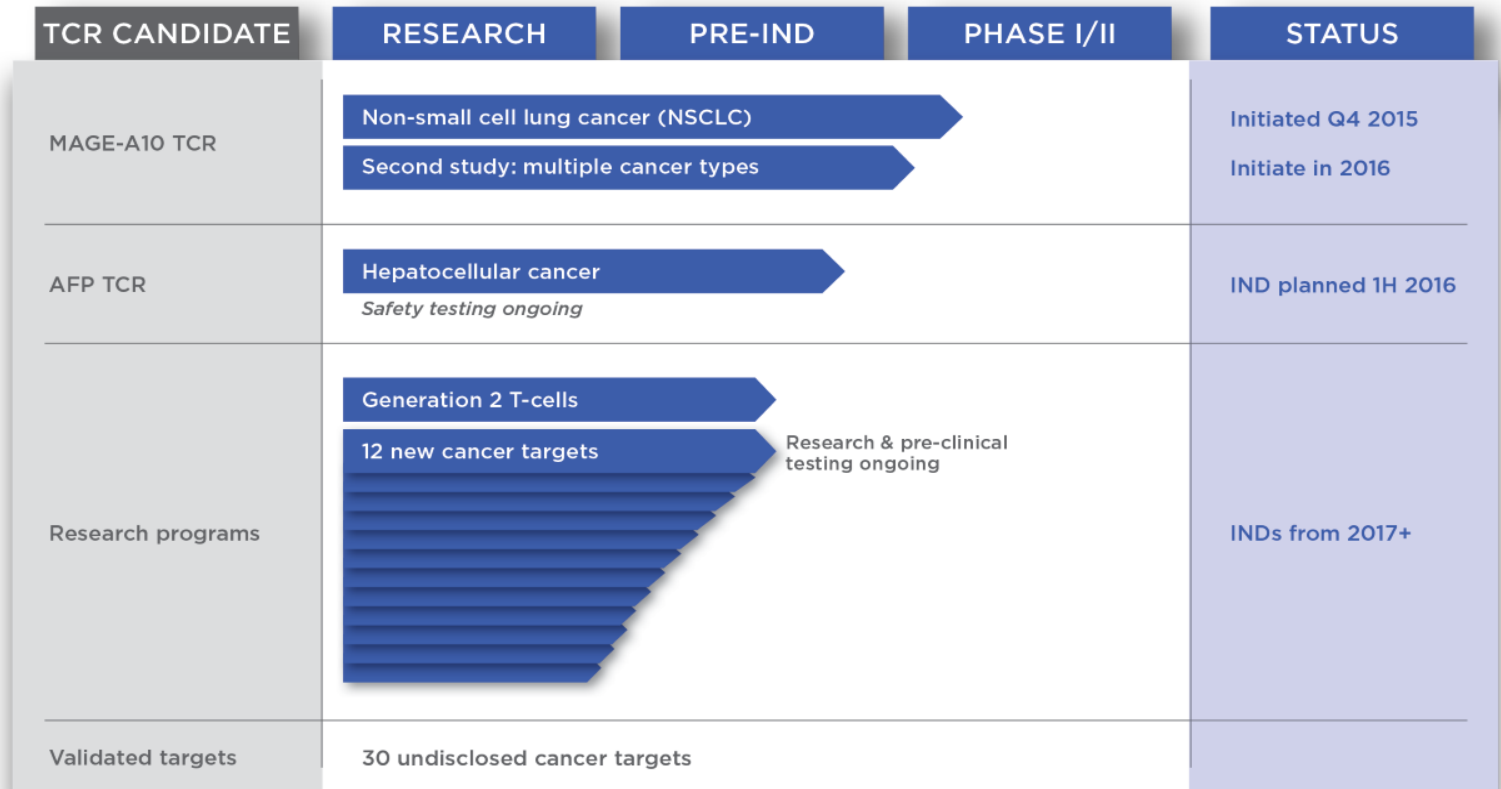 TCR CANDIDATE
RESEARCH
PRE-IND
PHASE I/II
STATUS
MAGE-A10 TCR
Non-small cell lung cancer (NSCLC)
Initiated Q4 2015
Second study: multiple cancer types
Initiate in 2016
AFP TCR
Hepatocellular cancer
Safety testing ongoing
IND planned 1H 2016
Research programs
Generation 2 T-cells
12 new cancer targets
Research & pre-clinical
testing ongoing
INDs from 2017+
Validated targets
30 undisclosed cancer targets